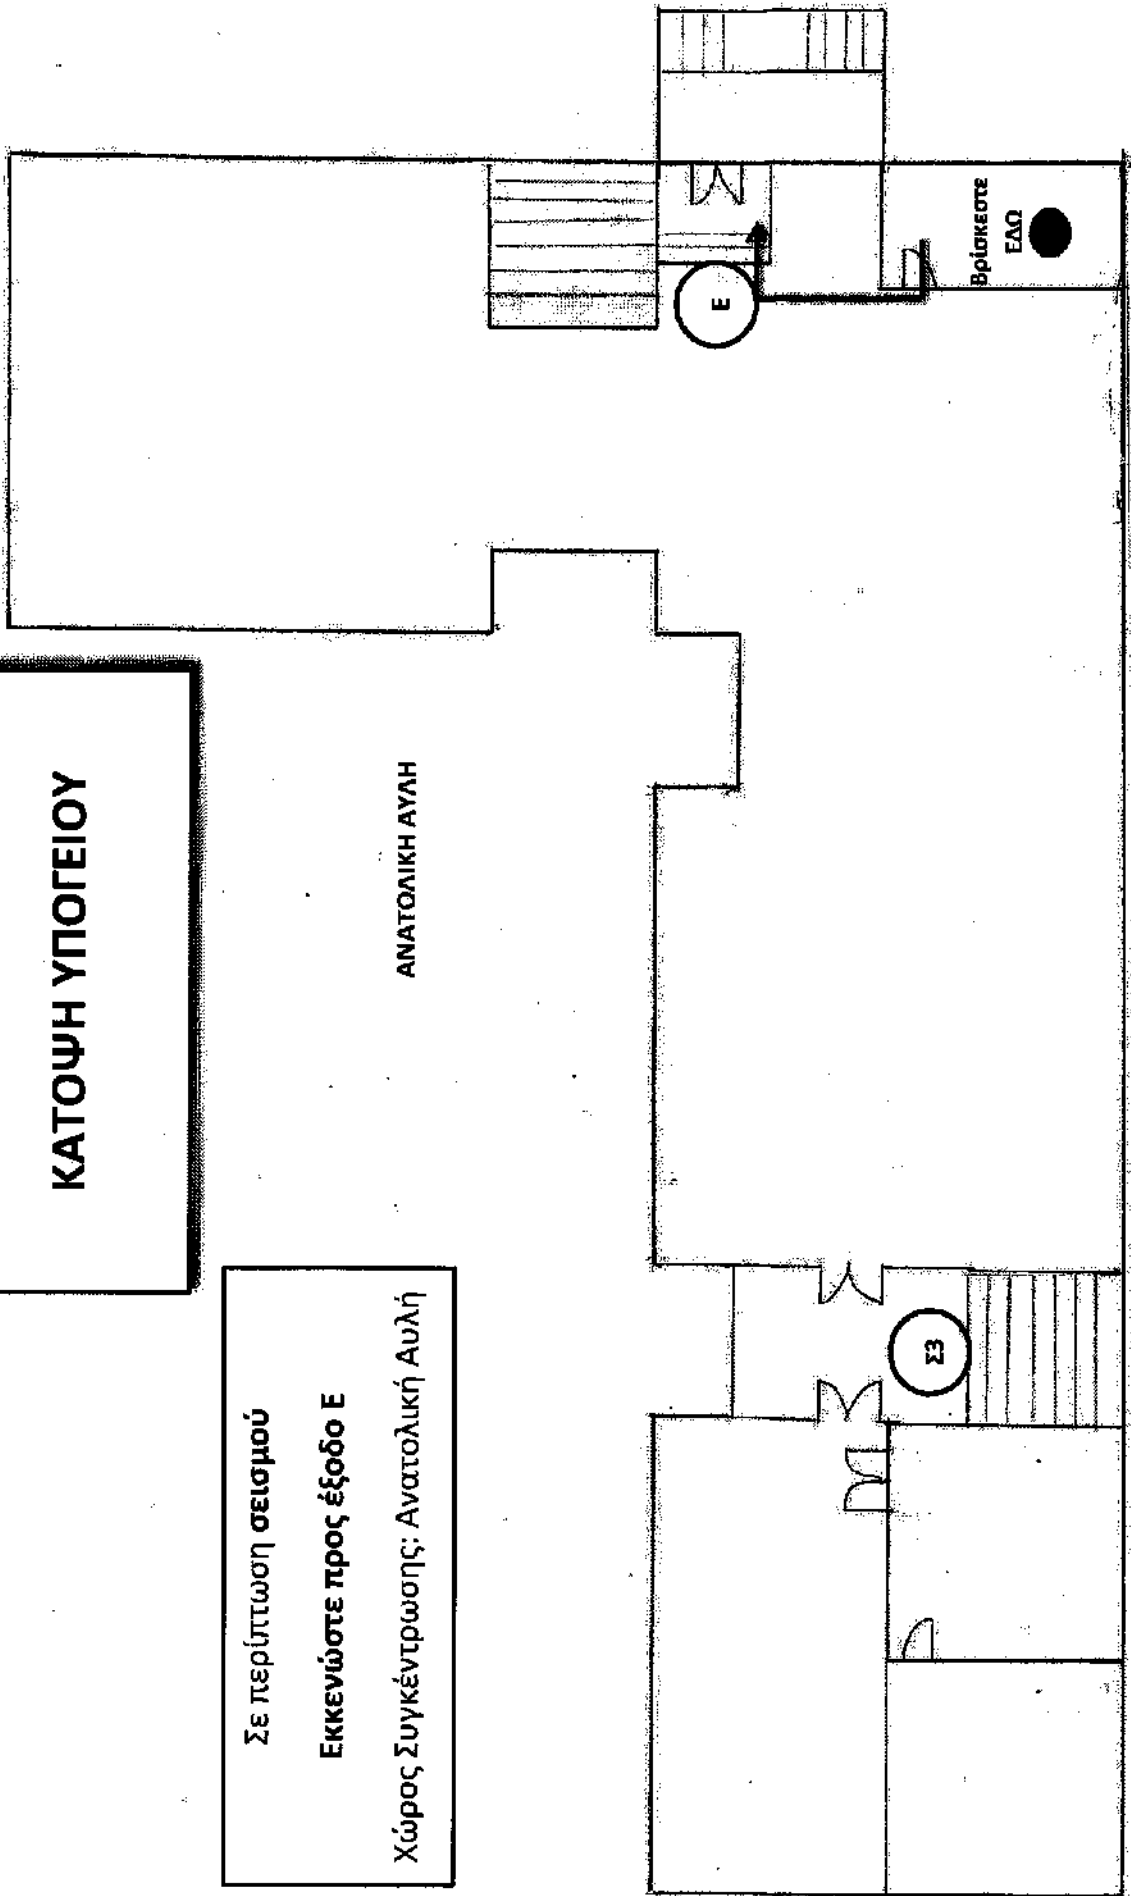 ΚΑΤΟΨΗ ΥΠΟΓΕΙΟΥ
Σε περίπτωση σεισμού
Εκκενώστε προς έξοδο Ε
Χώρος Συγκέντρωσης: Ανατολική Αυλή
ΑΝΑΤΟΛΙΚΗ ΑΥΛΗ
Ε
Βρίσκεστε
ΕΔΩ
Σ3